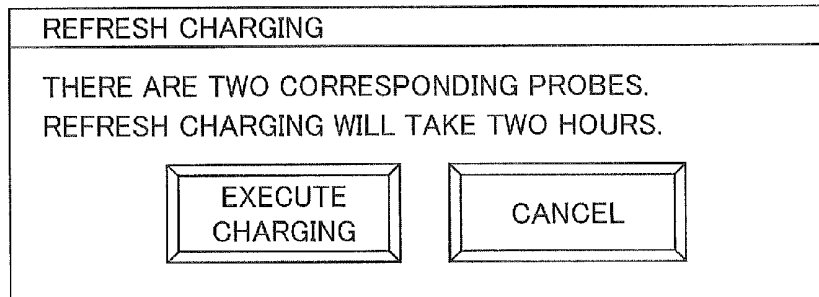 REFRESH CHARGING
THERE ARE TWO CORRESPONDING PROBES.
REFRESH CHARGING WILL TAKE TWO HOURS.
EXECUTE
CHARGING
CANCEL